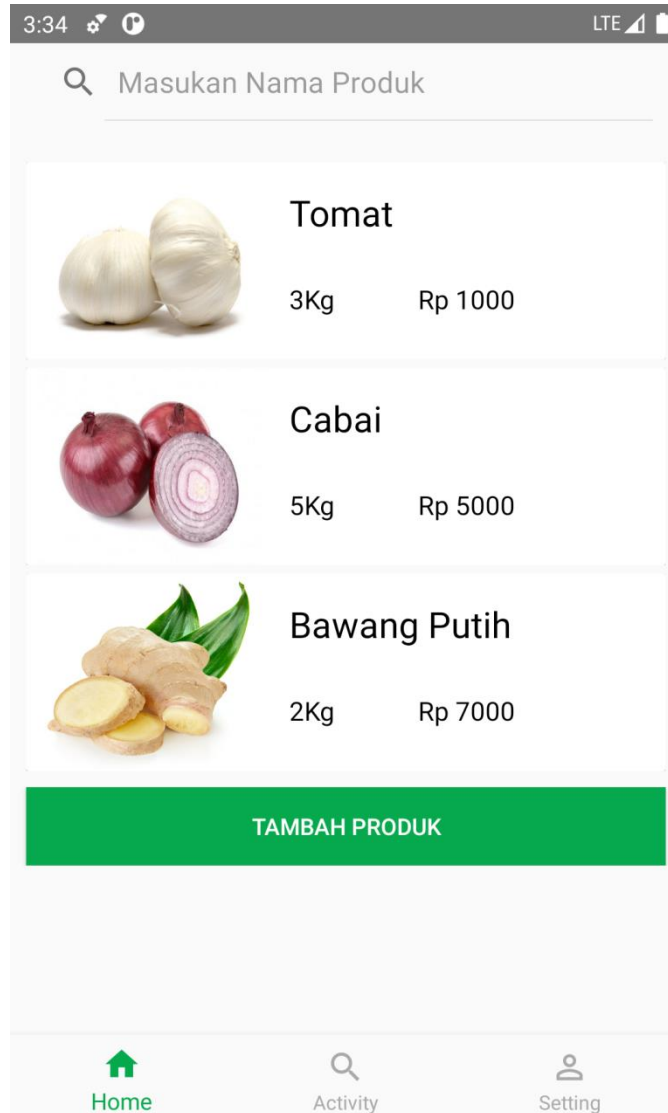 3:34 LTE
Masukan Nama Produk
Tomat
3Kg Rp 1000
Cabai
5Kg Rp 5000
Bawang Putih
2Kg Rp 7000
TAMBAH PRODUK
Home Activity Setting